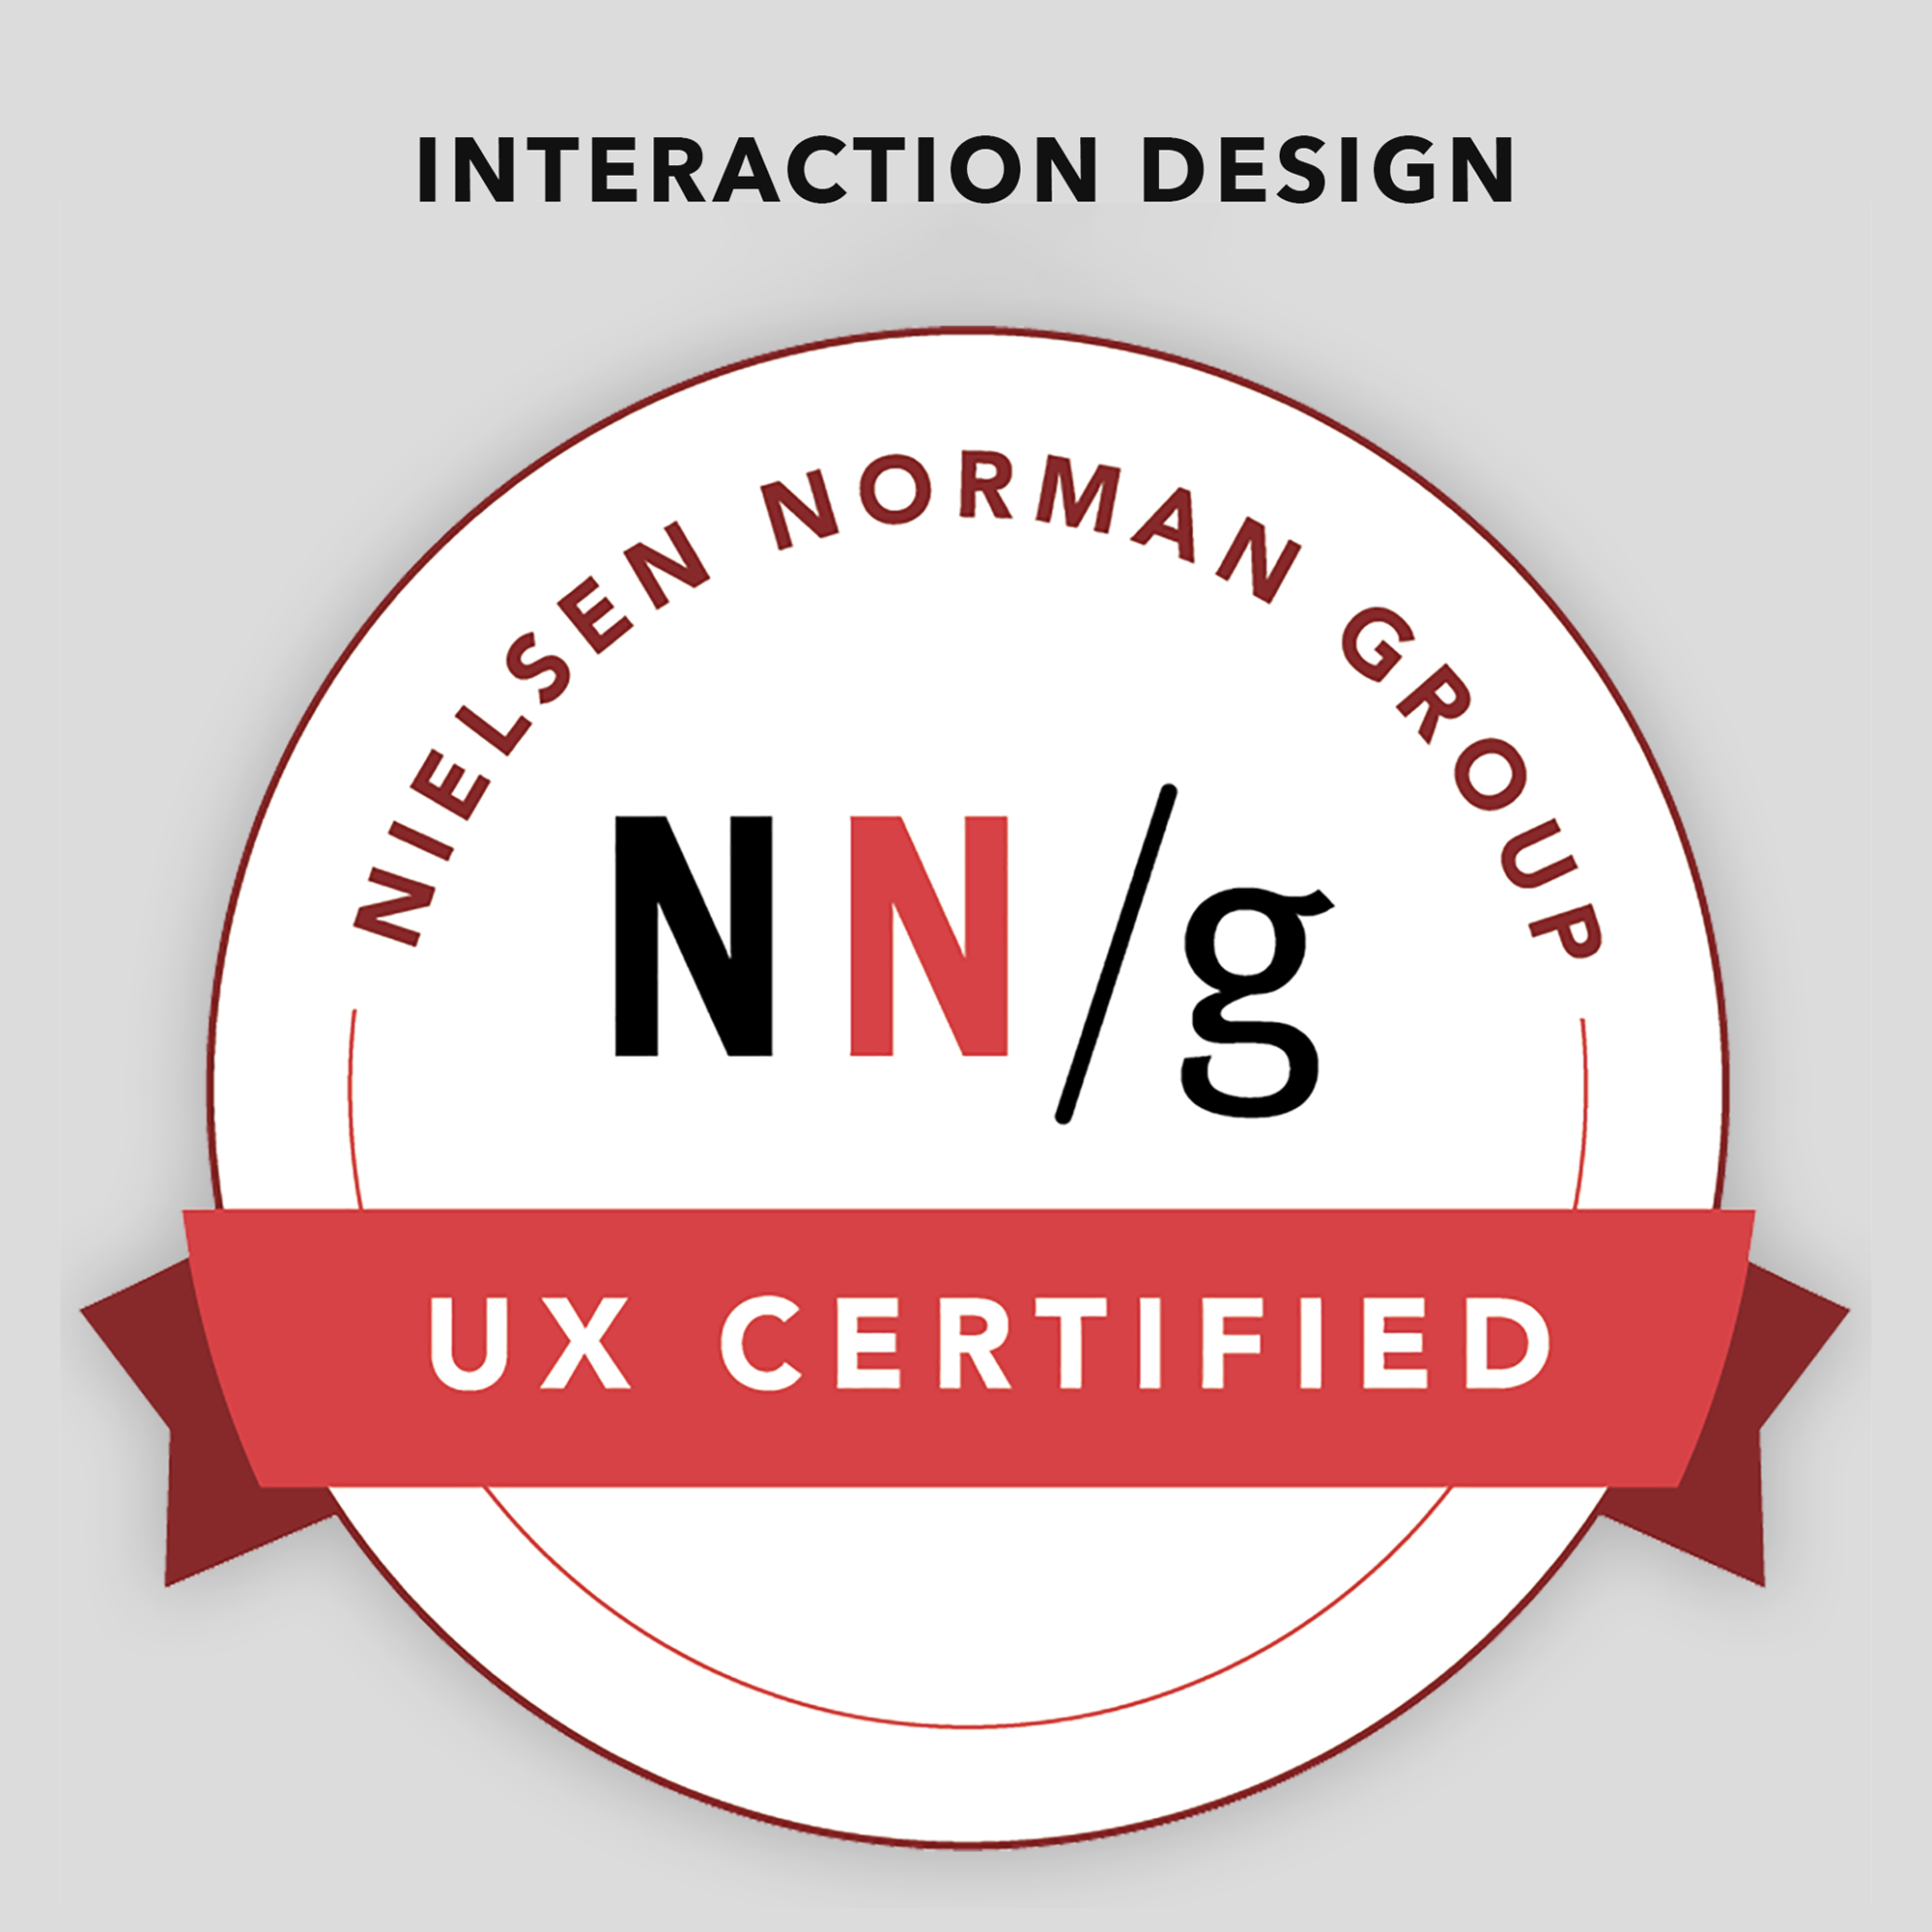 INTERACTION DESIGN
NIELSEN NORMAN GROUP
NN/g
UX CERTIFIED